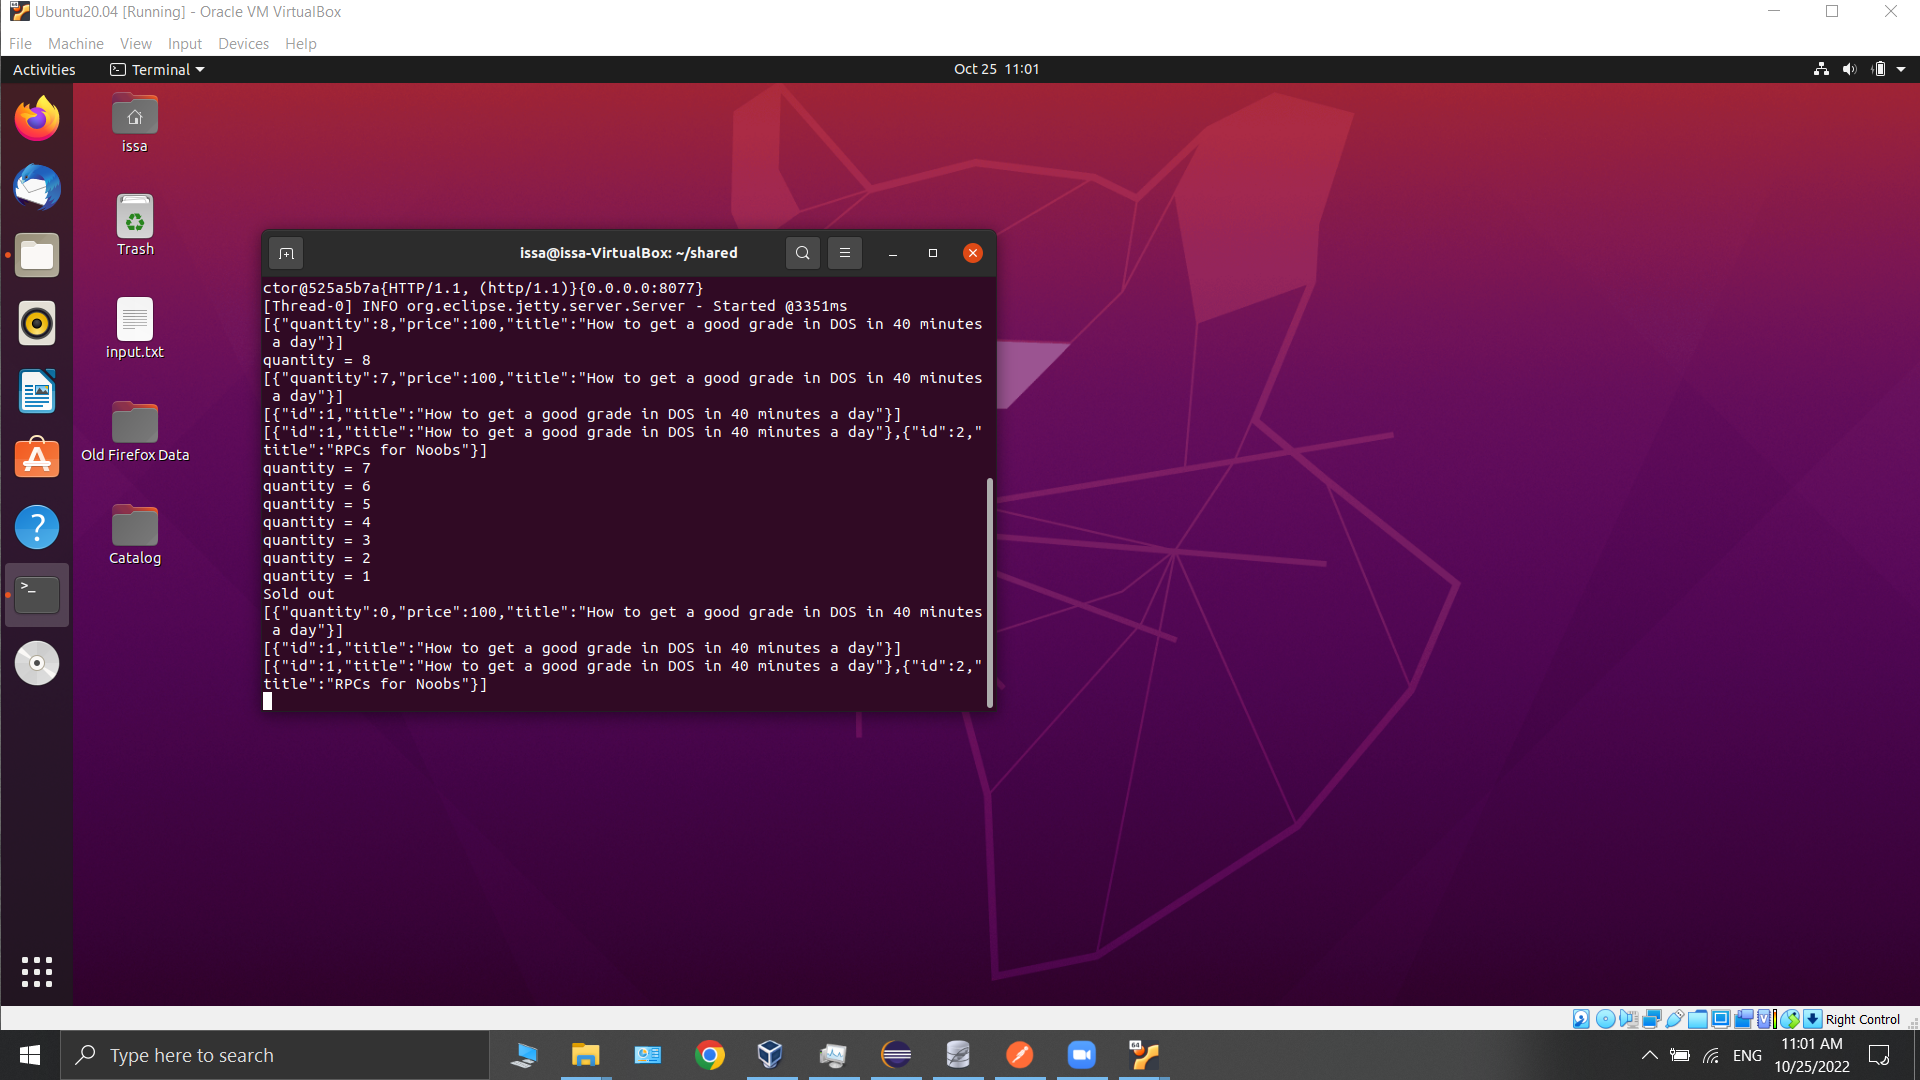 Ubuntu20.04 [Running] - Oracle VM VirtualBox
File Machine View Input Devices Help
Activities Terminal Oct 25 11:01
issa
Trash
input.txt
Old Firefox Data
Catalog
issa@issa-VirtualBox: ~/shared
ctor@525a5b7a{HTTP/1.1, (http/1.1)}{0.0.0.0:8077}
[Thread-0] INFO org.eclipse.jetty.server.Server - Started @3351ms
[{"quantity":8,"price":100,"title":"How to get a good grade in DOS in 40 minutes
 a day"}]
quantity = 8
[{"quantity":7,"price":100,"title":"How to get a good grade in DOS in 40 minutes
 a day"}]
[{"id":1,"title":"How to get a good grade in DOS in 40 minutes a day"}]
[{"id":1,"title":"How to get a good grade in DOS in 40 minutes a day"},{"id":2,"
title":"RPCs for Noobs"}]
quantity = 7
quantity = 6
quantity = 5
quantity = 4
quantity = 3
quantity = 2
quantity = 1
Sold out
[{"quantity":0,"price":100,"title":"How to get a good grade in DOS in 40 minutes
 a day"}]
[{"id":1,"title":"How to get a good grade in DOS in 40 minutes a day"}]
[{"id":1,"title":"How to get a good grade in DOS in 40 minutes a day"},{"id":2,"
title":"RPCs for Noobs"}]
Right Control
Type here to search
ENG
11:01 AM
10/25/2022